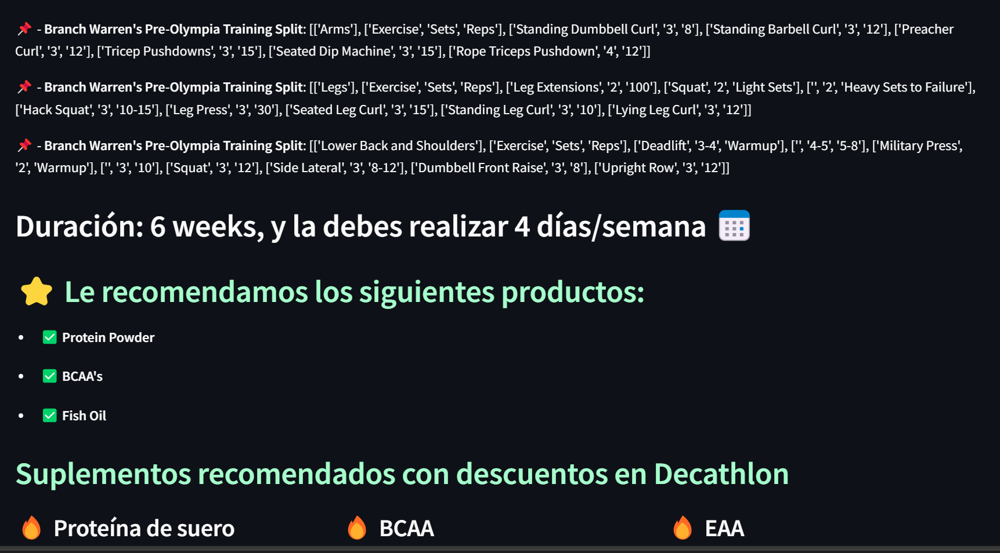 📌 - Branch Warren's Pre-Olympia Training Split: [['Arms'], ['Exercise', 'Sets', 'Reps'], ['Standing Dumbbell Curl', '3', '8'], ['Standing Barbell Curl', '3', '12'], ['Preacher
Curl', '3', '12'], ['Tricep Pushdowns', '3', '15'], ['Seated Dip Machine', '3', '15'], ['Rope Triceps Pushdown', '4', '12']]
📌 - Branch Warren's Pre-Olympia Training Split: [['Legs'], ['Exercise', 'Sets', 'Reps'], ['Leg Extensions', '2', '100'], ['Squat', '2', 'Light Sets'], ['', '2', 'Heavy Sets to Failure'],
['Hack Squat', '3', '10-15'], ['Leg Press', '3', '30'], ['Seated Leg Curl', '3', '15'], ['Standing Leg Curl', '3', '10'], ['Lying Leg Curl', '3', '12']]
📌 - Branch Warren's Pre-Olympia Training Split: [['Lower Back and Shoulders'], ['Exercise', 'Sets', 'Reps'], ['Deadlift', '3-4', 'Warmup'], ['', '4-5', '5-8'], ['Military Press',
'2', 'Warmup'], ['', '3', '10'], ['Squat', '3', '12'], ['Side Lateral', '3', '8-12'], ['Dumbbell Front Raise', '3', '8'], ['Upright Row', '3', '12']]
Duración: 6 weeks, y la debes realizar 4 días/semana 📅
⭐ Le recomendamos los siguientes productos:
• ✅ Protein Powder
• ✅ BCAA's
• ✅ Fish Oil
Suplementos recomendados con descuentos en Decathlon
🔥 Proteína de suero 🔥 BCAA 🔥 EAA